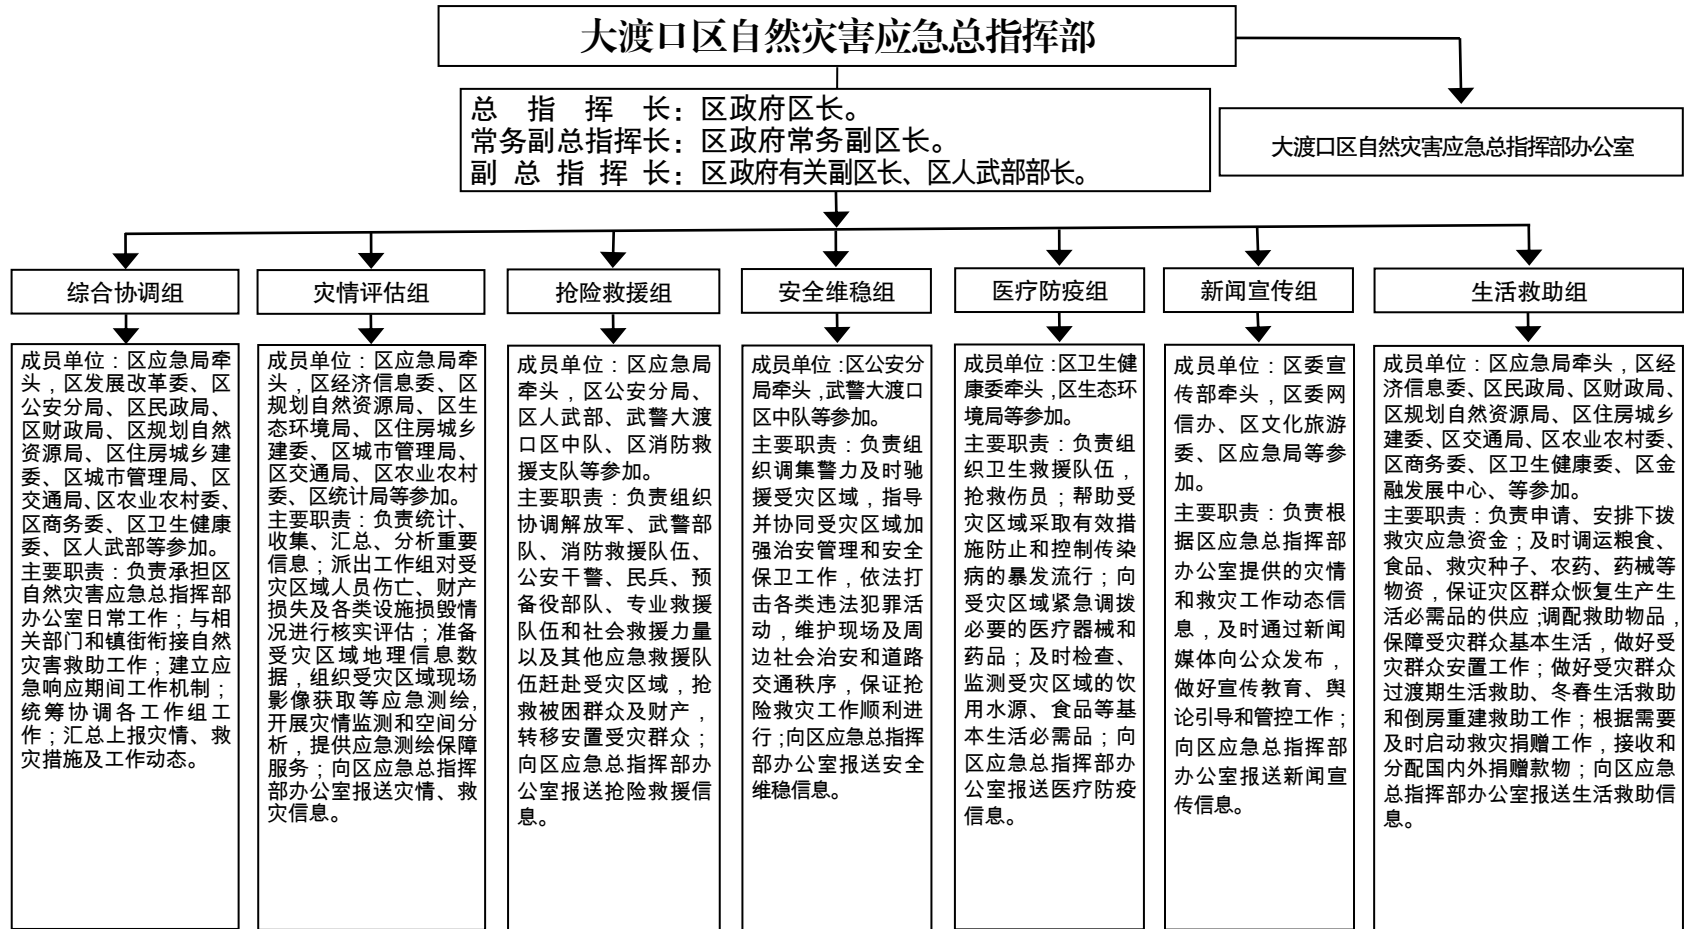 大渡口区自然灾害应急总指挥部
总 指 挥 长：区政府区长。
常务副总指挥长：区政府常务副区长。
副 总 指 挥 长：区政府有关副区长、区人武部部长。
大渡口区自然灾害应急总指挥部办公室
综合协调组
成员单位：区应急局牵
头，区发展改革委、区
公安分局、区民政局、
区财政局、区规划自然
资源局、区住房城乡建
委、区城市管理局、区
交通局、区农业农村委、
区商务委、区卫生健康
委、区人武部等参加。
主要职责：负责承担区
自然灾害应急总指挥部
办公室日常工作；与相
关部门和镇街衔接自然
灾害救助工作；建立应
急响应期间工作机制；
统筹协调各工作组工
作；汇总上报灾情、救
灾措施及工作动态。
灾情评估组
成员单位：区应急局牵
头，区经济信息委、区
规划自然资源局、区生
态环境局、区住房城乡
建委、区城市管理局、
区交通局、区农业农村
委、区统计局等参加。
主要职责：负责统计、
收集、汇总、分析重要
信息；派出工作组对受
灾区域人员伤亡、财产
损失及各类设施损毁情
况进行核实评估；准备
受灾区域地理信息数
据，组织受灾区域现场
影像获取等应急测绘，
开展灾情监测和空间分
析，提供应急测绘保障
服务；向区应急总指挥
部办公室报送灾情、救
灾信息。
抢险救援组
成员单位：区应急局
牵头，区公安分局、
区人武部、武警大渡
口区中队、区消防救
援支队等参加。
主要职责：负责组织
协调解放军、武警部
队、消防救援队伍、
公安干警、民兵、预
备役部队、专业救援
队伍和社会救援力量
以及其他应急救援队
伍赶赴受灾区域，抢
救被困群众及财产，
转移安置受灾群众；
向区应急总指挥部办
公室报送抢险救援信
息。
安全维稳组
成员单位：区公安分
局牵头，武警大渡口
区中队等参加。
主要职责：负责组
织调集警力及时驰
援受灾区域，指导
并协同受灾区域加
强治安管理和安全
保卫工作，依法打
击各类违法犯罪活
动，维护现场及周
边社会治安和道路
交通秩序，保证抢
险救灾工作顺利进
行；向区应急总指挥
部办公室报送安全
维稳信息。
医疗防疫组
成员单位：区卫生健
康委牵头，区生态环
境局等参加。
主要职责：负责组
织卫生救援队伍，
抢救伤员；帮助受
灾区域采取有效措
施防止和控制传染
病的暴发流行；向
受灾区域紧急调拨
必要的医疗器械和
药品；及时检查、
监测受灾区域的饮
用水源、食品等基
本生活必需品；向
区应急总指挥部办
公室报送医疗防疫
信息。
新闻宣传组
成员单位：区委宣
传部牵头，区委网
信办、区文化旅游
委、区应急局等参
加。
主要职责：负责根
据区应急总指挥部
办公室提供的灾情
和救灾工作动态信
息，及时通过新闻
媒体向公众发布，
做好宣传教育、舆
论引导和管控工作；
向区应急总指挥部
办公室报送新闻宣
传信息。
生活救助组
成员单位：区应急局牵头，区经
济信息委、区民政局、区财政局、
区规划自然资源局、区住房城乡
建委、区交通局、区农业农村委、
区商务委、区卫生健康委、区金
融发展中心、等参加。
主要职责：负责申请、安排下拨
救灾应急资金；及时调运粮食、
食品、救灾种子、农药、药械等
物资，保证灾区群众恢复生产生
活必需品的供应；调配救助物品，
保障受灾群众基本生活，做好受
灾群众安置工作；做好受灾群众
过渡期生活救助、冬春生活救助
和倒房重建救助工作；根据需要
及时启动救灾捐赠工作，接收和
分配国内外捐赠款物；向区应急
总指挥部办公室报送生活救助信
息。